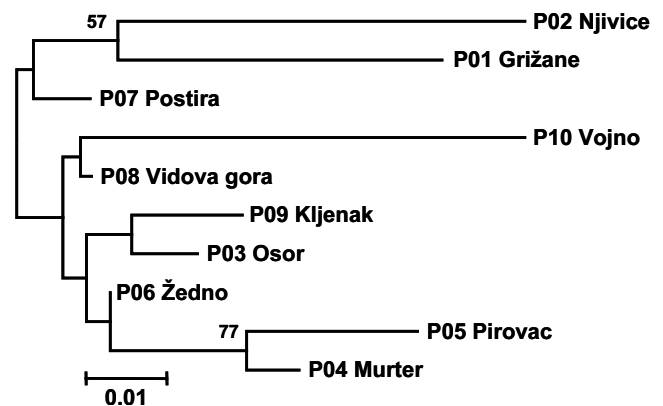 57
P02 Njivice
P01 Grižane
P07 Postira
P10 Vojno
P08 Vidova gora
P09 Kljenak
P03 Osor
P06 Žedno
77
P05 Pirovac
P04 Murter
0.01